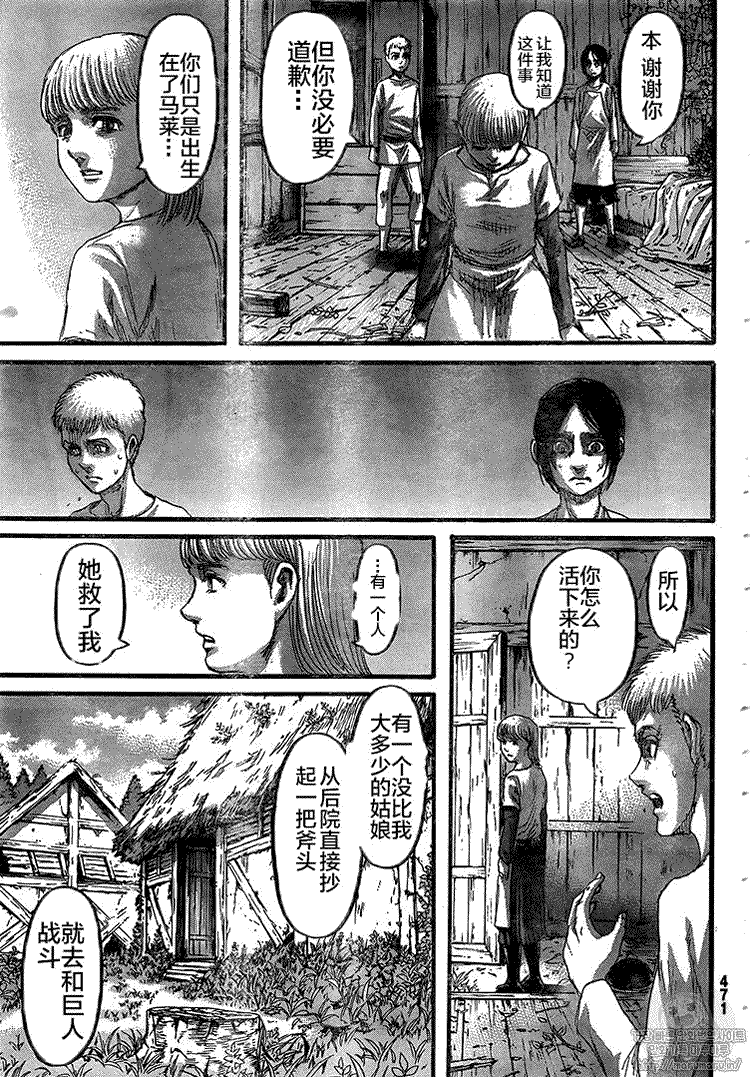 本 谢谢你
让我知道
这件事
但你没必要
道歉…
你们只是出生
在了马莱…
…有一个人
她救了我
所以
你怎么
活下来的？
有一个没比我
大多少的姑娘
从后院直接抄
起一把斧头
就去和巨人
战斗
471